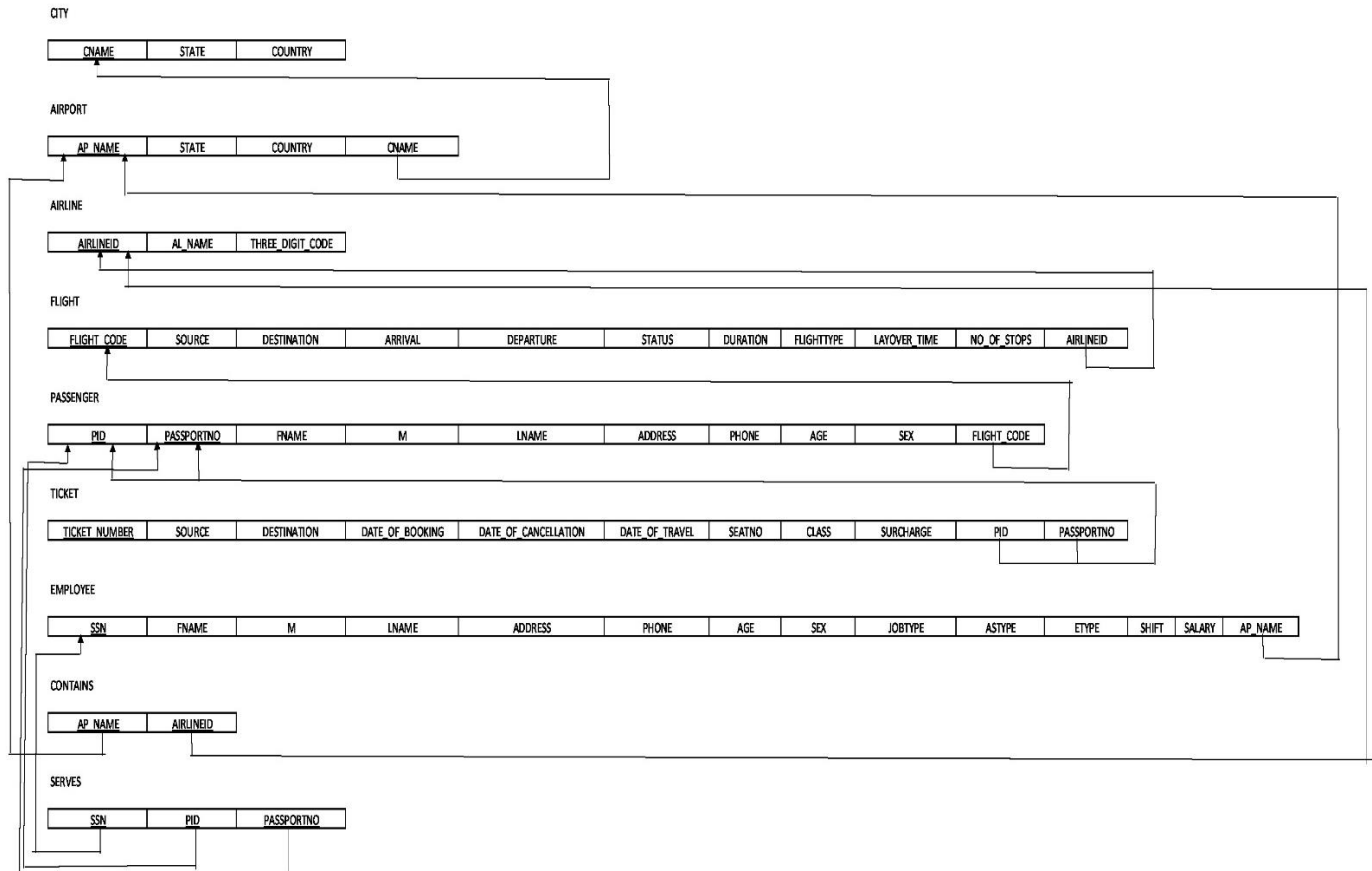 CITY
CNAME STATE COUNTRY
AIRPORT
AP_NAME STATE COUNTRY CNAME
AIRLINE
AIRLINEID AL_NAME THREE_DIGIT_CODE
FLIGHT
FLIGHT_CODE SOURCE DESTINATION ARRIVAL DEPARTURE STATUS DURATION FLIGHTTYPE LAYOVER_TIME NO_OF_STOPS AIRLINEID
PASSENGER
PID PASSPORTNO FNAME M LNAME ADDRESS PHONE AGE SEX FLIGHT_CODE
TICKET
TICKET_NUMBER SOURCE DESTINATION DATE_OF_BOOKING DATE_OF_CANCELLATION DATE_OF_TRAVEL SEATNO CLASS SURCHARGE PID PASSPORTNO
EMPLOYEE
SSN FNAME M LNAME ADDRESS PHONE AGE SEX JOBTYPE ASTYPE ETYPE SHIFT SALARY AP_NAME
CONTAINS
AP_NAME AIRLINEID
SERVES
SSN PID PASSPORTNO